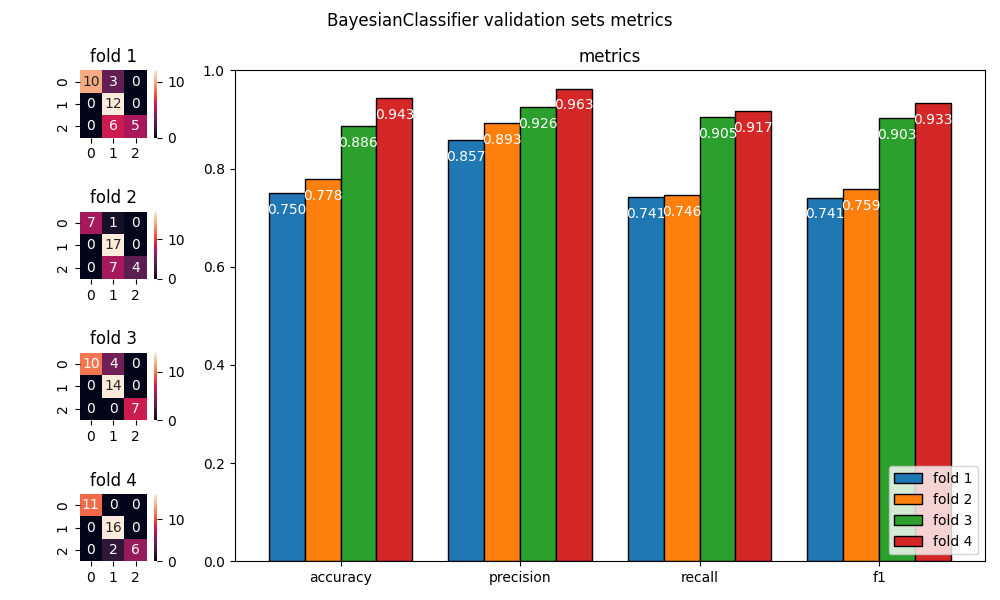 BayesianClassifier validation sets metrics
fold 1
0 10 3 0
1 0 12 0
2 0 6 5
0 1 2
10
0
fold 2
0 7 1 0
1 0 17 0
2 0 7 4
0 1 2
10
0
fold 3
0 10 4 0
1 0 14 0
2 0 0 7
0 1 2
10
0
fold 4
0 11 0 0
1 0 16 0
2 0 2 6
0 1 2
10
0
metrics
1.0
0.8
0.6
0.4
0.2
0.0
0.750 0.778 0.886 0.943
0.857 0.893 0.926 0.963
0.741 0.746 0.905 0.917
0.741 0.759 0.903 0.933
accuracy precision recall f1
fold 1
fold 2
fold 3
fold 4